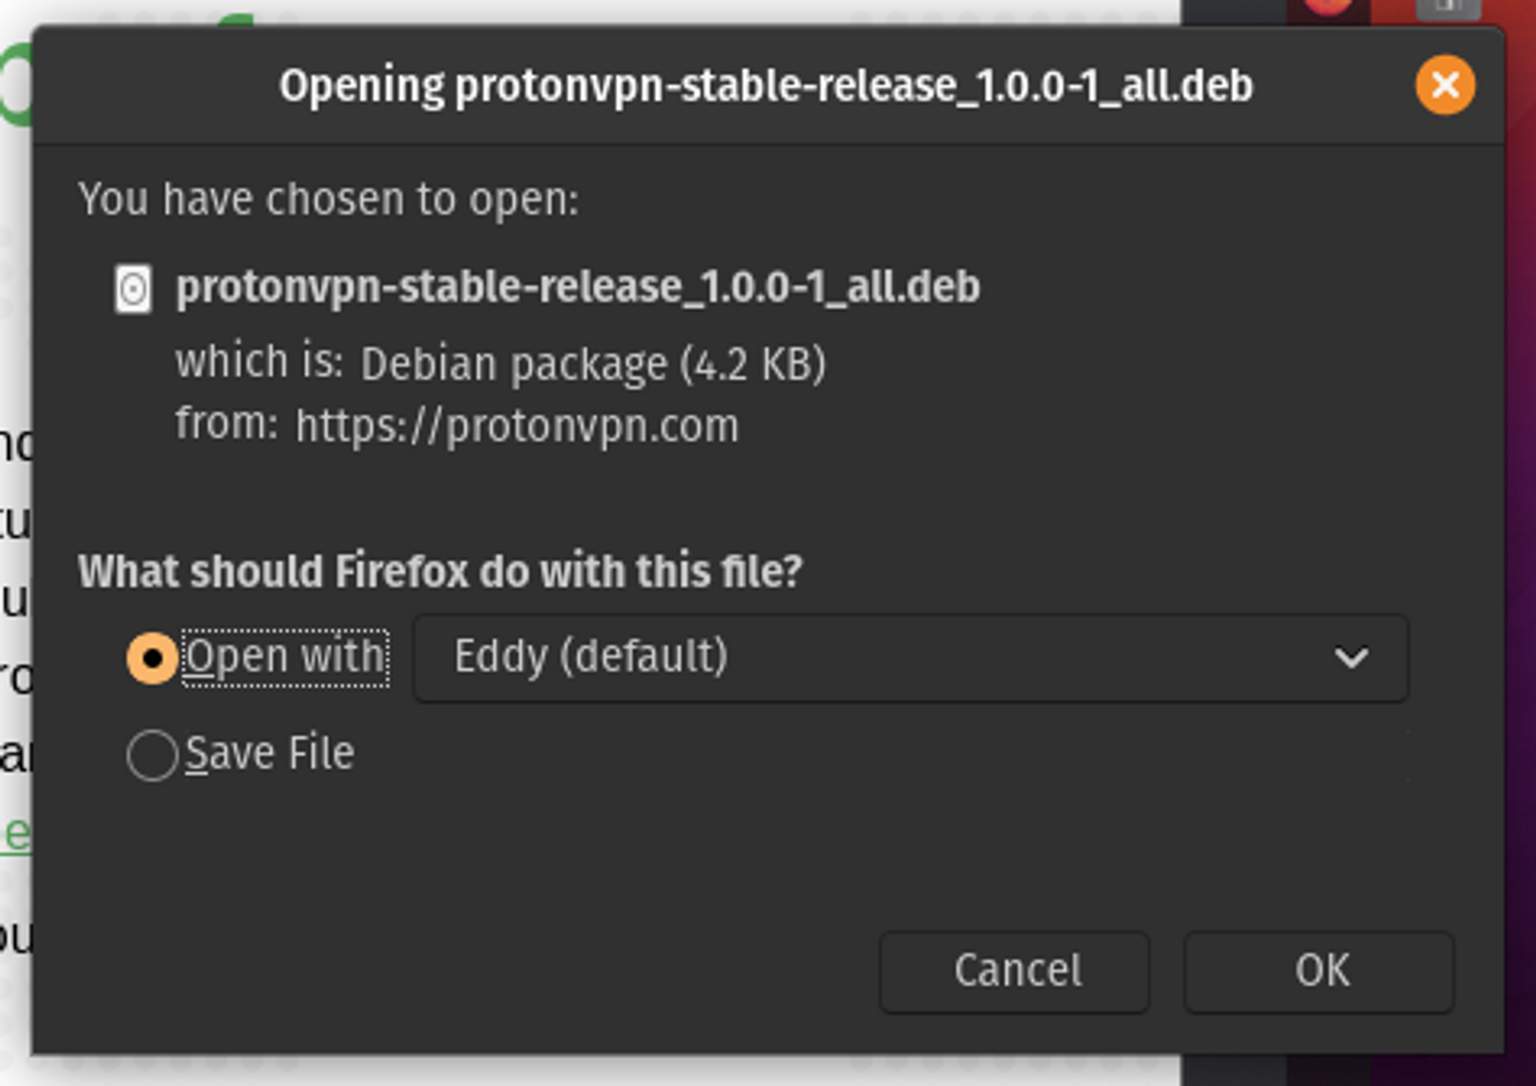 Opening protonvpn-stable-release_1.0.0-1_all.deb
You have chosen to open:
protonvpn-stable-release_1.0.0-1_all.deb
which is: Debian package (4.2 KB)
from: https://protonvpn.com
What should Firefox do with this file?
Open with Eddy (default)
Save File
Cancel OK